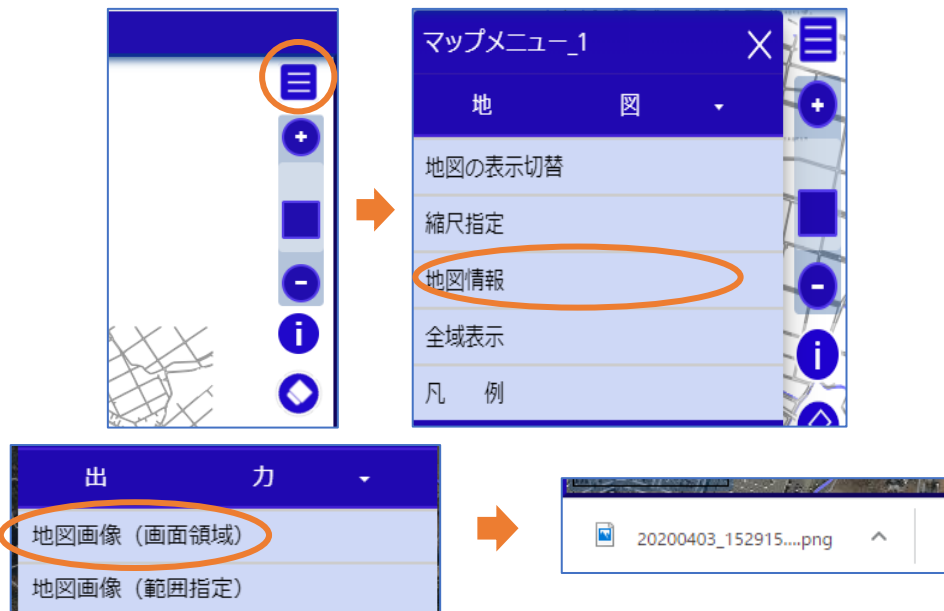 マップメニュー_1
地　　図
地図の表示切替
縮尺指定
地図情報
全域表示
凡　例
出　　力
地図画像（画面領域）
地図画像（範囲指定）
20200403_152915....png